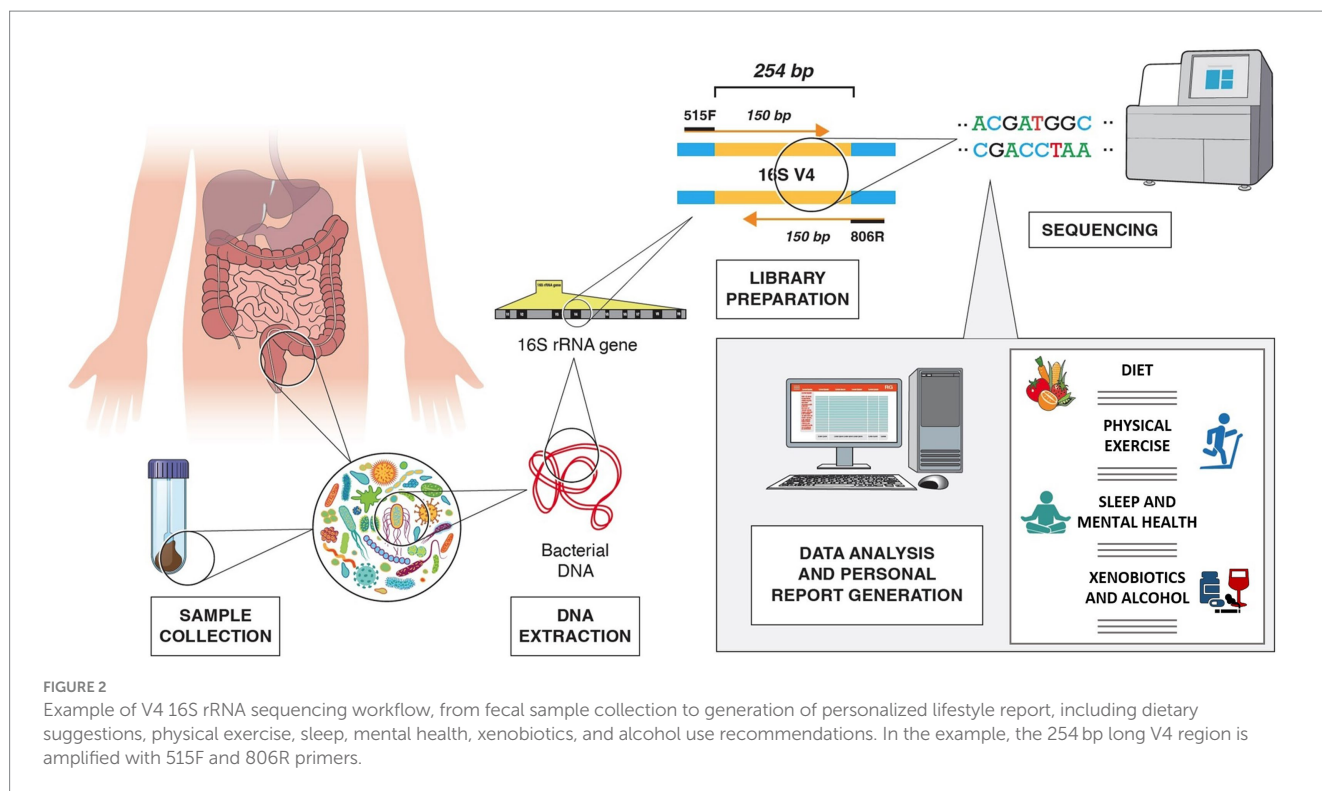 254 bp
515F
150 bp
16S V4
150 bp
806R
LIBRARY
PREPARATION
·· ACGATGGC ··
·· CGACCTAA ··
SEQUENCING
16S rRNA gene
16S rRNA gene
Bacterial
DNA
SAMPLE
COLLECTION
DNA
EXTRACTION
DATA ANALYSIS
AND PERSONAL
REPORT GENERATION
DIET
PHYSICAL
EXERCISE
SLEEP AND
MENTAL HEALTH
XENOBIOTICS
AND ALCOHOL
FIGURE 2
Example of V4 16S rRNA sequencing workflow, from fecal sample collection to generation of personalized lifestyle report, including dietary
suggestions, physical exercise, sleep, mental health, xenobiotics, and alcohol use recommendations. In the example, the 254 bp long V4 region is
amplified with 515F and 806R primers.